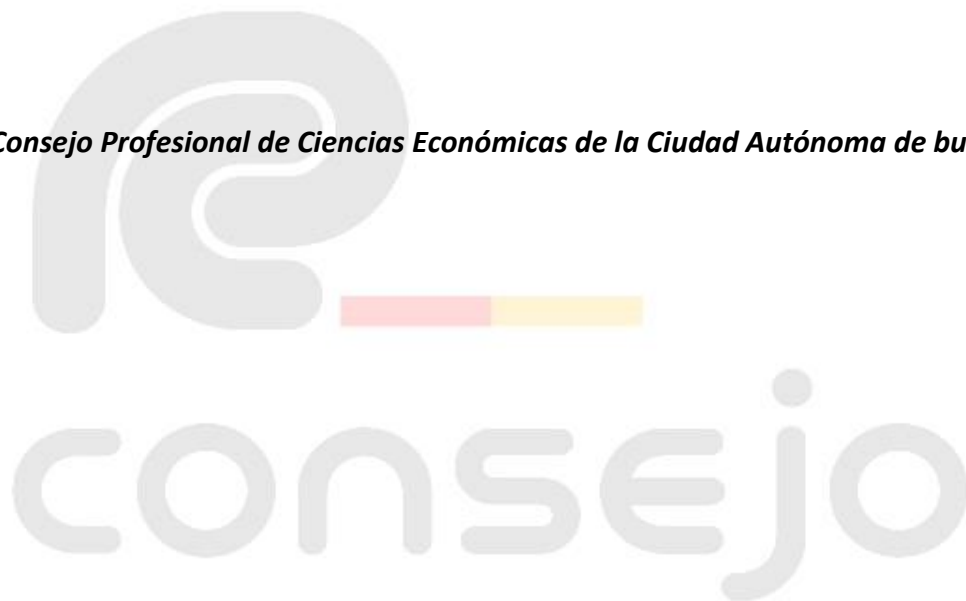 Consejo Profesional de Ciencias Económicas de la Ciudad Autónoma de bu
consejo